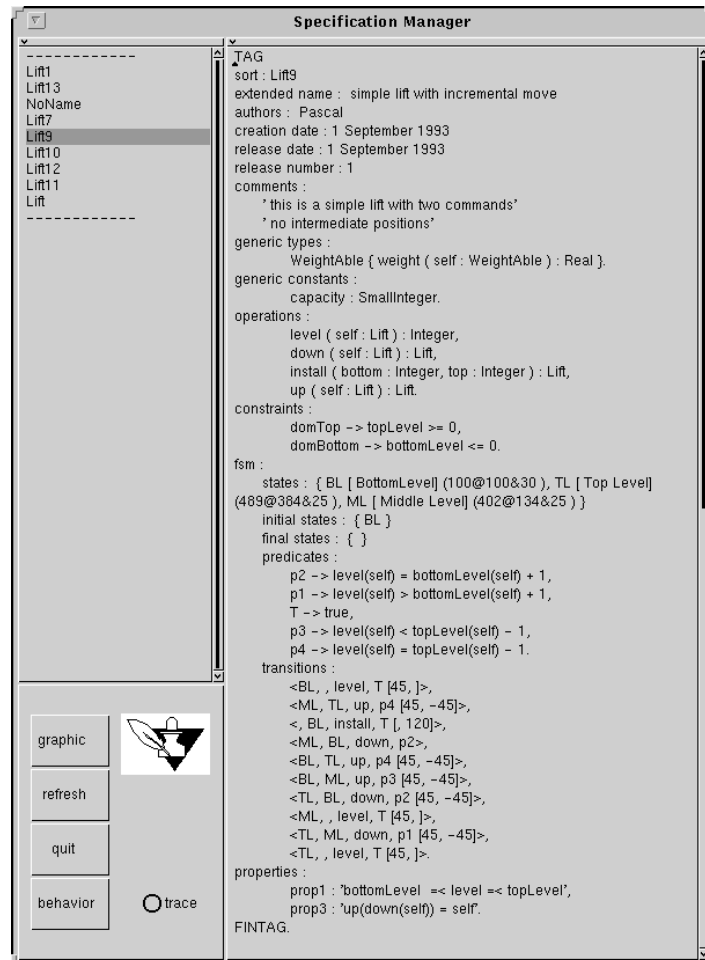 Specification Manager
------------
Lift1
Lift13
NoName
Lift7
Lift9
Lift10
Lift12
Lift11
Lift
------------
TAG
sort : Lift9
extended name :  simple lift with incremental move
authors :  Pascal
creation date : 1 September 1993
release date : 1 September 1993
release number : 1
comments :
' this is a simple lift with two commands'
' no intermediate positions'
generic types :
WeightAble { weight ( self : WeightAble ) : Real }.
generic constants :
capacity : SmallInteger.
operations :
level ( self : Lift ) : Integer,
down ( self : Lift ) : Lift,
install ( bottom : Integer, top : Integer ) : Lift,
up ( self : Lift ) : Lift.
constraints :
domTop -> topLevel >= 0,
domBottom -> bottomLevel <= 0.
fsm :
states :  { BL [ BottomLevel] (100@100&30 ), TL [ Top Level]
(489@384&25 ), ML [ Middle Level] (402@134&25 ) }
initial states :  { BL }
final states :  {  }
predicates :
p2 -> level(self) = bottomLevel(self) + 1,
p1 -> level(self) > bottomLevel(self) + 1,
T -> true,
p3 -> level(self) < topLevel(self) - 1,
p4 -> level(self) = topLevel(self) - 1.
transitions :
<BL, , level, T [45, ]>,
<ML, TL, up, p4 [45, -45]>,
<, BL, install, T [, 120]>,
<ML, BL, down, p2>,
<BL, TL, up, p4 [45, -45]>,
<BL, ML, up, p3 [45, -45]>,
<TL, BL, down, p2 [45, -45]>,
<ML, , level, T [45, ]>,
<TL, ML, down, p1 [45, -45]>,
<TL, , level, T [45, ]>.
properties :
prop1 : 'bottomLevel  =< level =< topLevel',
prop3 : 'up(down(self)) = self'.
FINTAG.
graphic
refresh
quit
behavior
trace